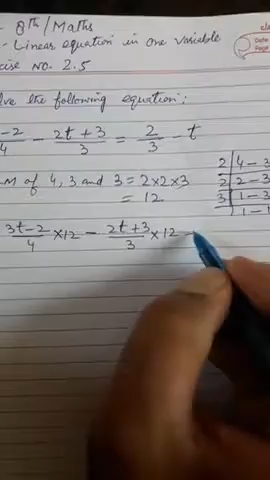 - 8th / Maths
- Linear equation in one variable
cise NO. 2.5
lve the following equation:
-2/4 - 2t+3/3 = 2/3 - t
M of 4, 3 and 3 = 2×2×3
= 12
2 | 4 - 3
2 | 2 - 3
3 | 1 - 3
1 - 1
3t-2/4 ×12 - 2t+3/3 ×12
Date